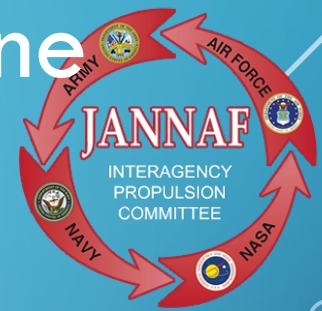 ne
ARMY
AIR FORCE
JANNAF
INTERAGENCY
PROPULSION
COMMITTEE
NAVY
NASA